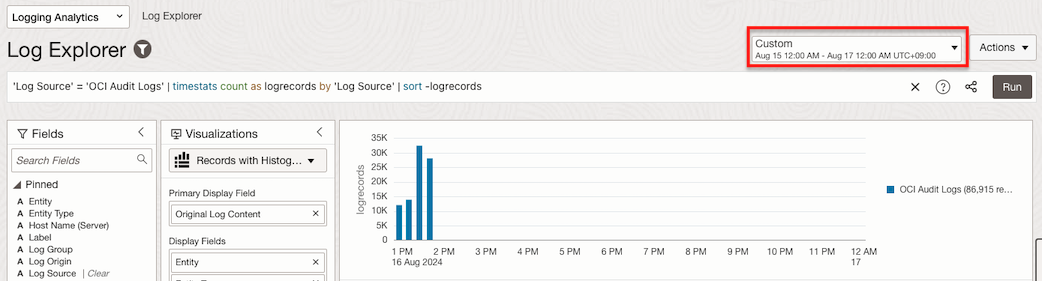 Logging Analytics
Log Explorer
Log Explorer
Custom
Aug 15 12:00 AM - Aug 17 12:00 AM UTC+09:00
Actions
'Log Source' = 'OCI Audit Logs' | timestats count as logrecords by 'Log Source' | sort -logrecords
Run
Fields
Search Fields
Pinned
A Entity
A Entity Type
A Host Name (Server)
A Label
A Log Group
A Log Origin
A Log Source | Clear
Visualizations
Records with Histog...
Primary Display Field
Original Log Content
Display Fields
Entity
logrecords
35K
30K
25K
20K
15K
10K
5K
0
1 PM 2 PM 3 PM 4 PM 5 PM 6 PM 7 PM 8 PM 9 PM 10 PM 11 PM 12 AM
16 Aug 2024 17
OCI Audit Logs (86,915 re...